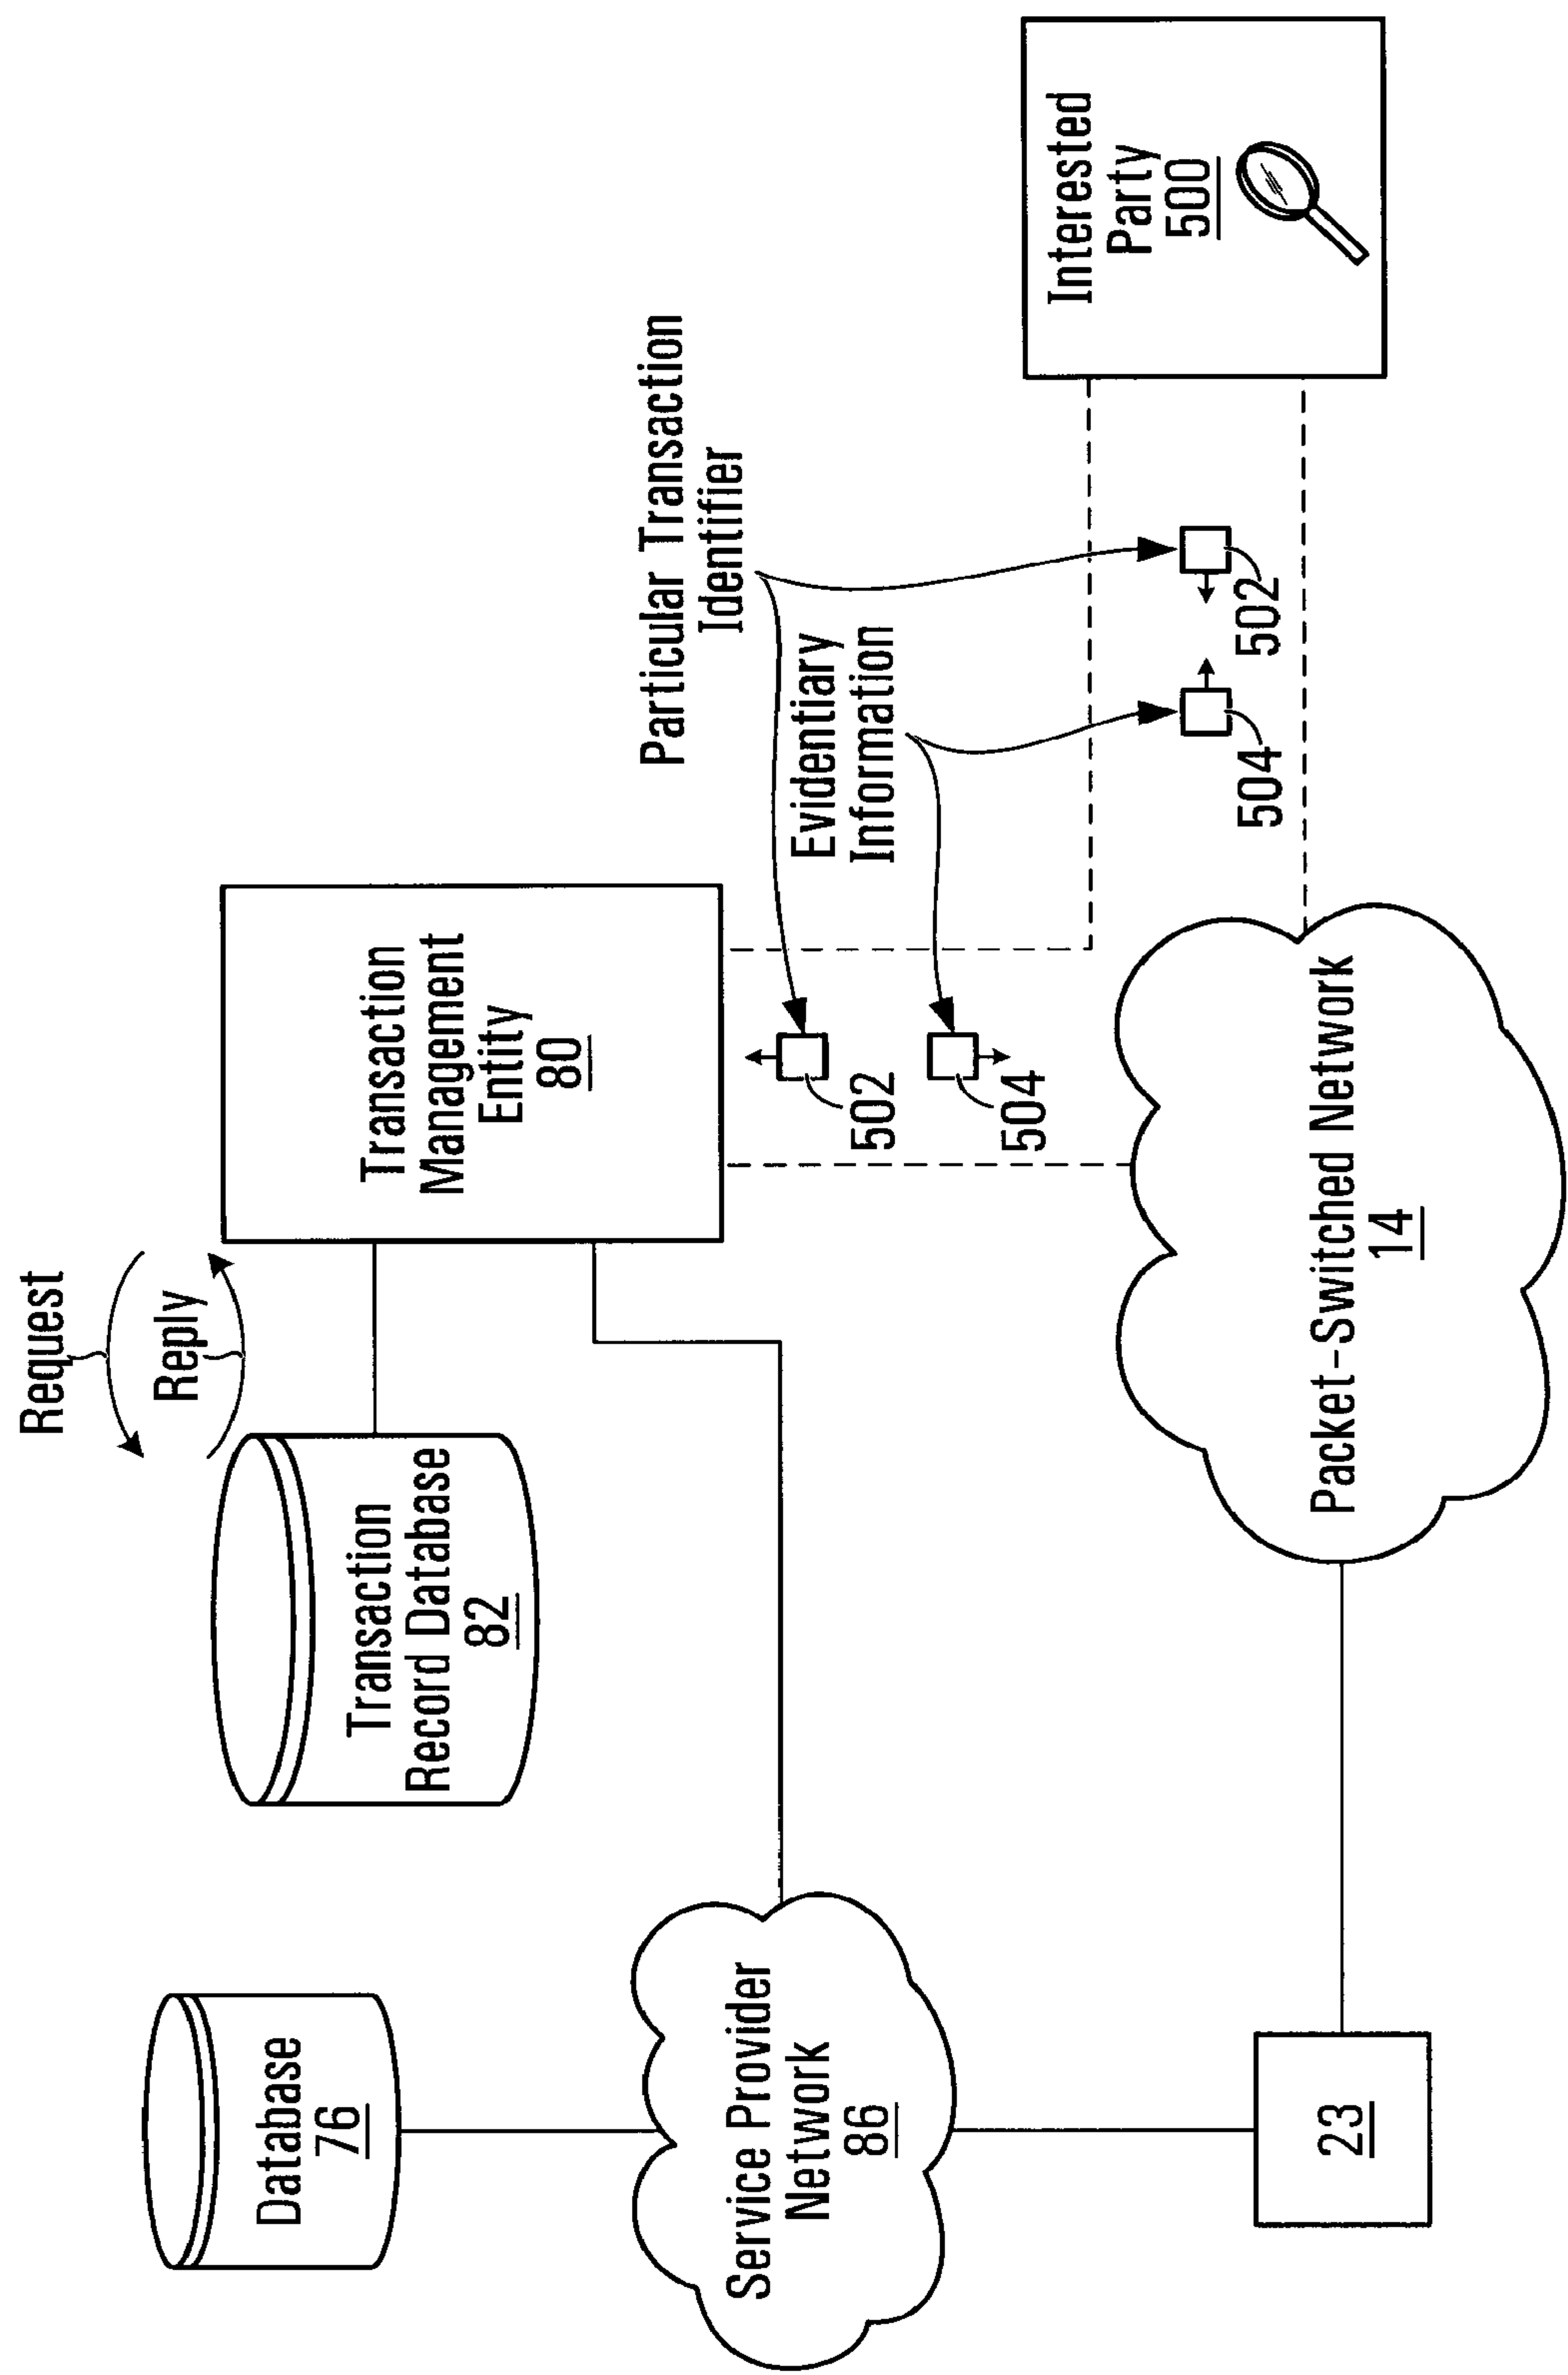 Request
Reply
Database
76
Transaction
Record Database
82
Transaction
Management
Entity
80
Service Provider
Network
86
Particular Transaction
Identifier
Evidentiary
Information
502
504
502
504
Interested
Party
500
23
Packet-Switched Network
14